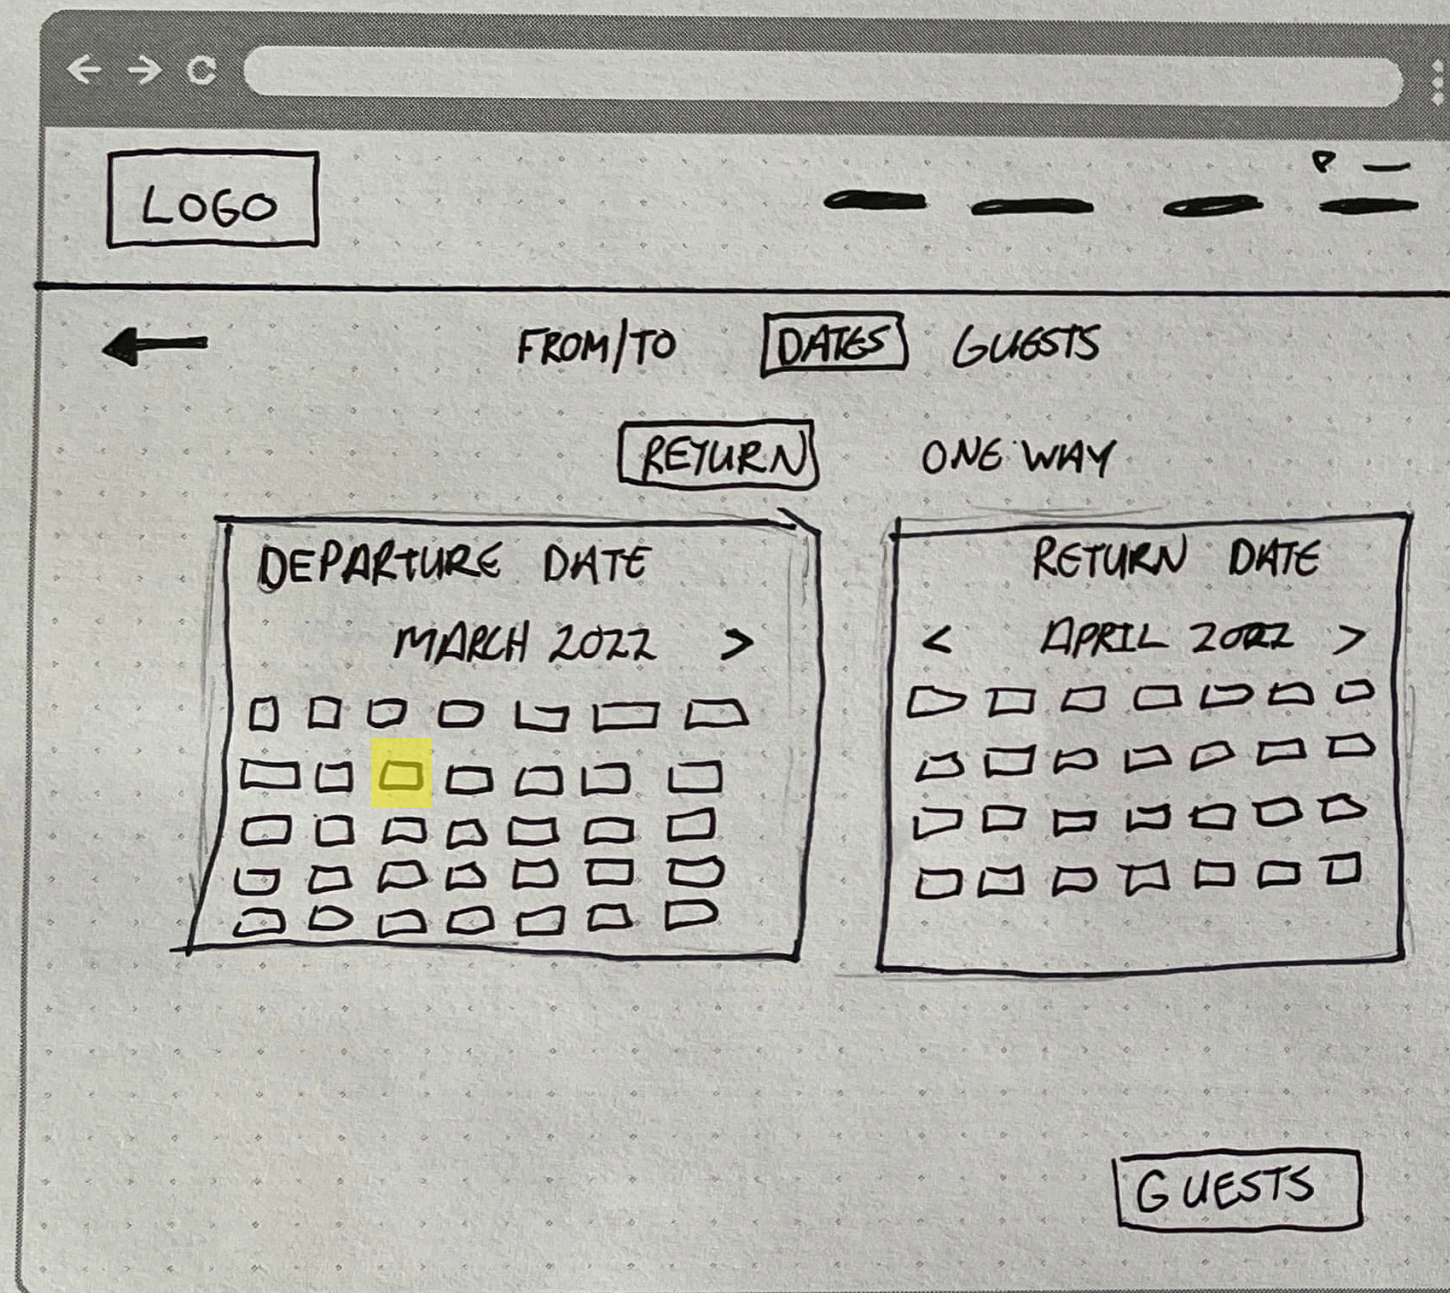 LOGO
FROM/TO DATES GUESTS
RETURN ONE WAY
DEPARTURE DATE
MARCH 2022 >
RETURN DATE
< APRIL 2022 >
GUESTS